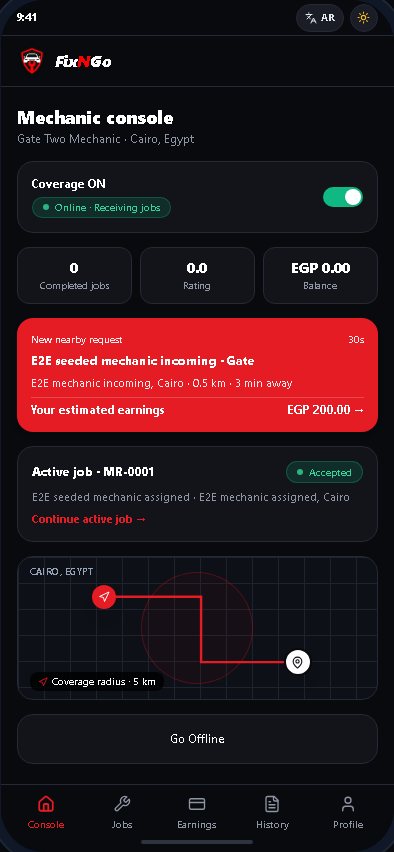 9:41
AR
FixNGo
Mechanic console
Gate Two Mechanic · Cairo, Egypt
Coverage ON
Online · Receiving jobs
0
Completed jobs
0.0
Rating
EGP 0.00
Balance
New nearby request
30s
E2E seeded mechanic incoming - Gate
E2E mechanic incoming, Cairo · 0.5 km · 3 min away
Your estimated earnings
EGP 200.00 →
Active job - MR-0001
Accepted
E2E seeded mechanic assigned · E2E mechanic assigned, Cairo
Continue active job →
CAIRO, EGYPT
Coverage radius · 5 km
Go Offline
Console
Jobs
Earnings
History
Profile